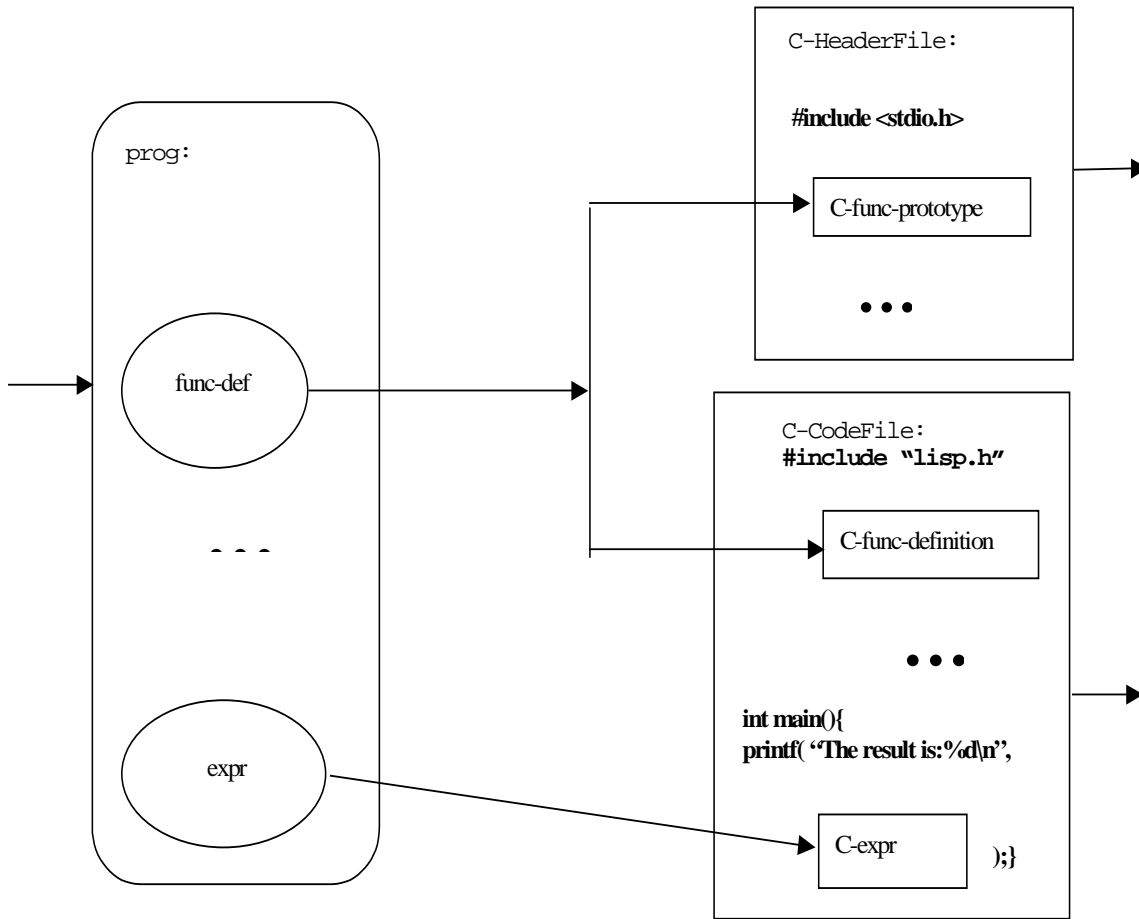 prog:
func-def
• • •
expr
C-HeaderFile:
#include <stdio.h>
C-func-prototype
• • •
C-CodeFile:
#include “lisp.h”
C-func-definition
• • •
int main(){
printf( “The result is:%d\n”,
C-expr );}